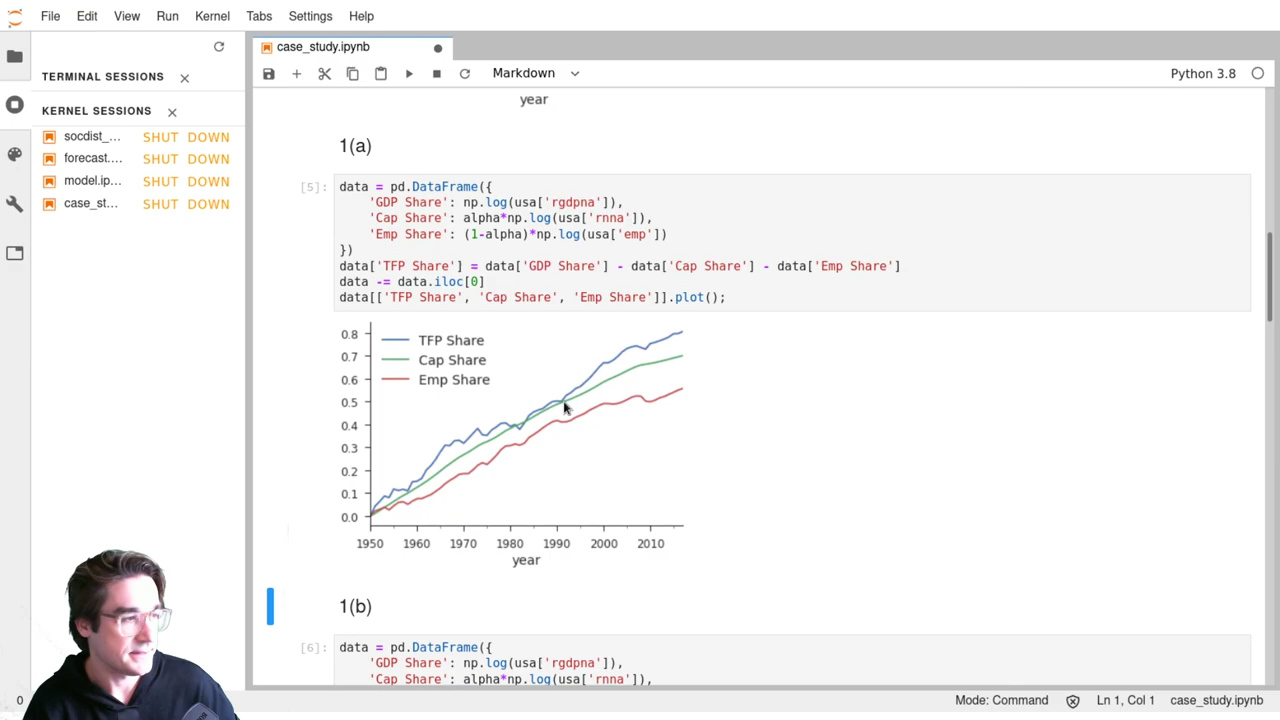 File Edit View Run Kernel Tabs Settings Help
TERMINAL SESSIONS
KERNEL SESSIONS
socdist_... SHUT DOWN
forecast.... SHUT DOWN
model.ip... SHUT DOWN
case_st... SHUT DOWN
case_study.ipynb
Markdown
Python 3.8
year
1(a)
[5]:
data = pd.DataFrame({
'GDP Share': np.log(usa['rgdpna']),
'Cap Share': alpha*np.log(usa['rnna']),
'Emp Share': (1-alpha)*np.log(usa['emp'])
})
data['TFP Share'] = data['GDP Share'] - data['Cap Share'] - data['Emp Share']
data -= data.iloc[0]
data[['TFP Share', 'Cap Share', 'Emp Share']].plot();
TFP Share
Cap Share
Emp Share
0.8
0.7
0.6
0.5
0.4
0.3
0.2
0.1
0.0
1950 1960 1970 1980 1990 2000 2010
year
1(b)
[6]:
data = pd.DataFrame({
'GDP Share': np.log(usa['rgdpna']),
'Cap Share': alpha*np.log(usa['rnna']),
0
Mode: Command
Ln 1, Col 1
case_study.ipynb